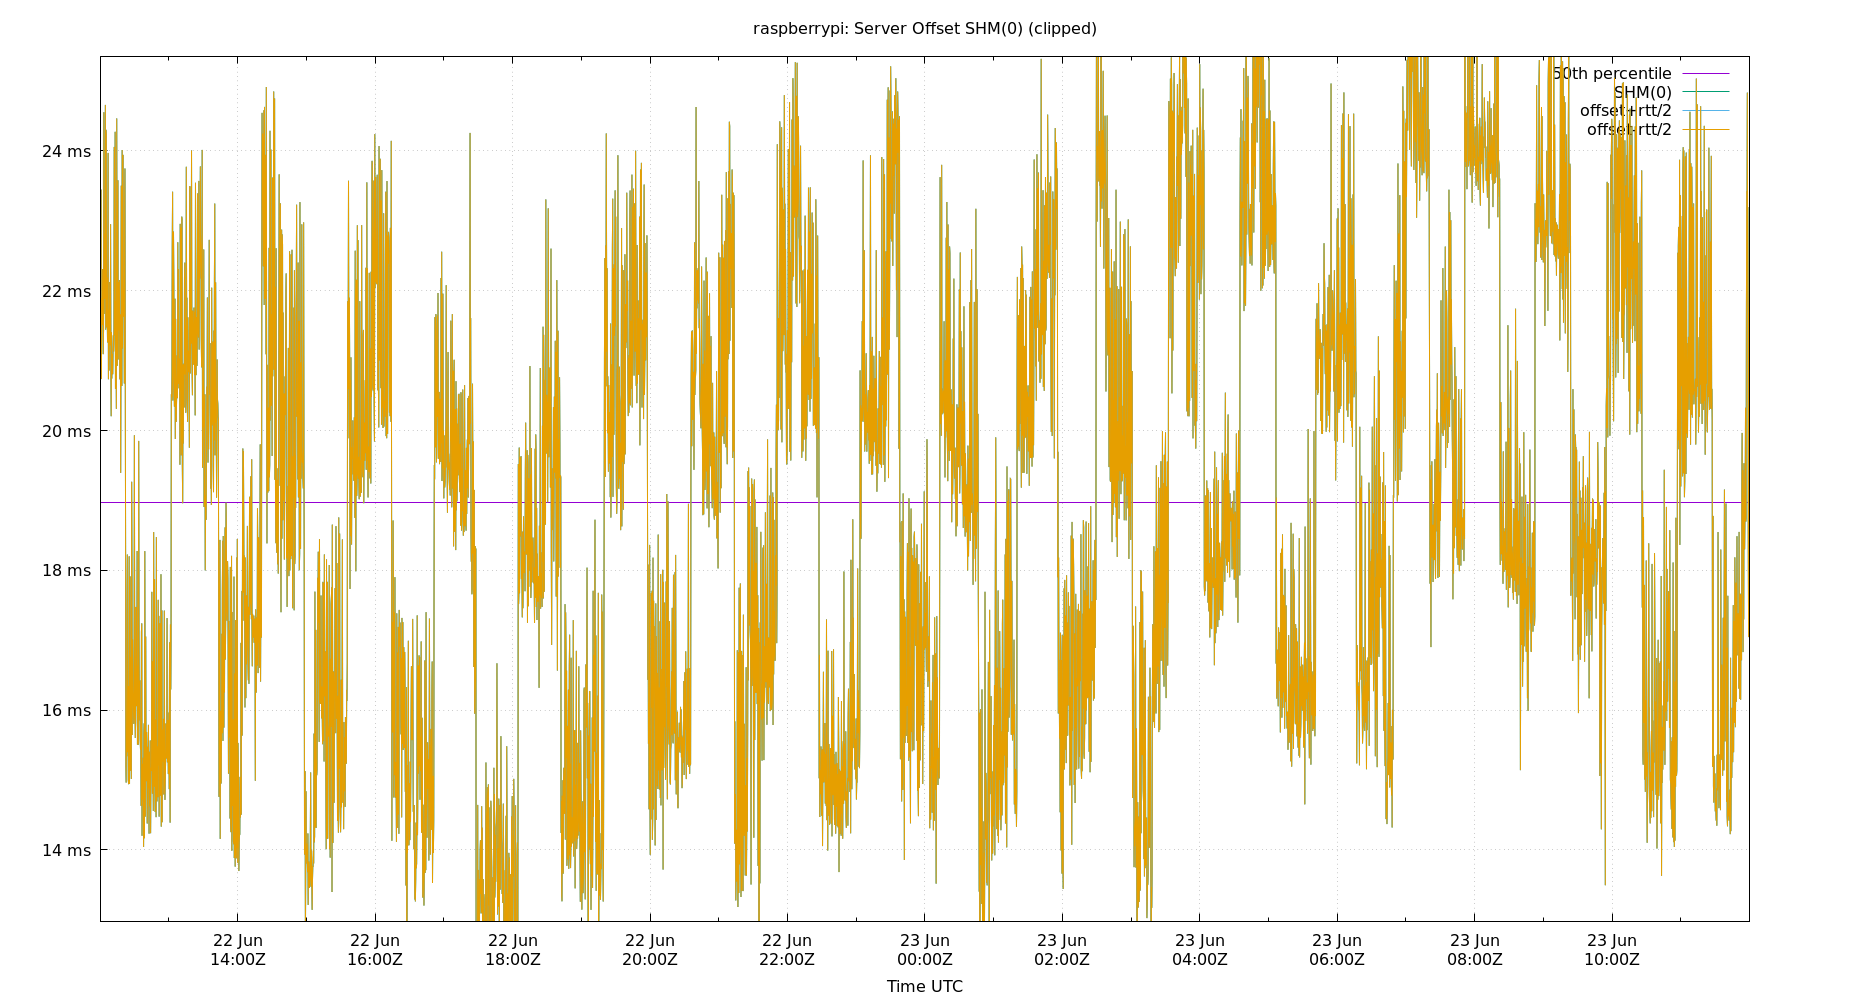 raspberrypi: Server Offset SHM(0) (clipped)
50th percentile
SHM(0)
offset+rtt/2
offset-rtt/2
24 ms
22 ms
20 ms
18 ms
16 ms
14 ms
22 Jun 22 Jun 22 Jun 22 Jun 22 Jun 23 Jun 23 Jun 23 Jun 23 Jun 23 Jun 23 Jun
14:00Z 16:00Z 18:00Z 20:00Z 22:00Z 00:00Z 02:00Z 04:00Z 06:00Z 08:00Z 10:00Z
Time UTC